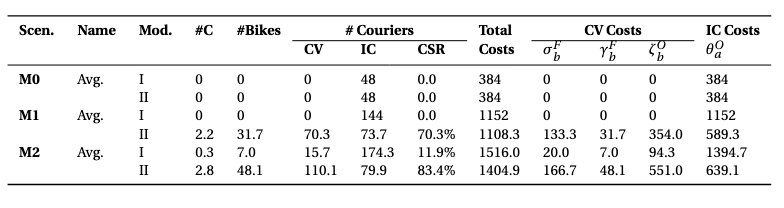 Scen. Name Mod. #C #Bikes # Couriers Total CV Costs IC Costs
CV IC CSR Costs σ_b^F γ_b^F ζ_b^O θ_a^O
M0 Avg. I 0 0 0 48 0.0 384 0 0 0 384
II 0 0 0 48 0.0 384 0 0 0 384
M1 Avg. I 0 0 0 144 0.0 1152 0 0 0 1152
II 2.2 31.7 70.3 73.7 70.3% 1108.3 133.3 31.7 354.0 589.3
M2 Avg. I 0.3 7.0 15.7 174.3 11.9% 1516.0 20.0 7.0 94.3 1394.7
II 2.8 48.1 110.1 79.9 83.4% 1404.9 166.7 48.1 551.0 639.1